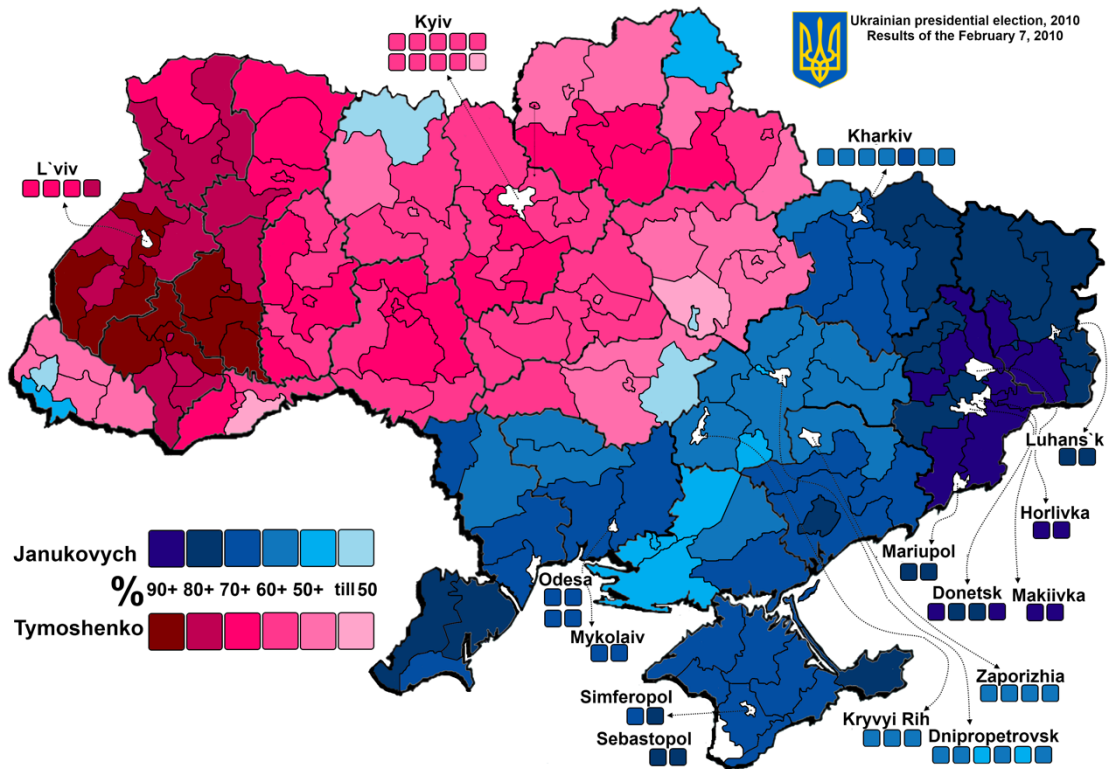 Kyiv
Ukrainian presidential election, 2010
Results of the February 7, 2010
Kharkiv
L`viv
Luhans`k
Horlivka
Mariupol
Donetsk
Makiivka
Janukovych
% 90+ 80+ 70+ 60+ 50+ till 50
Tymoshenko
Odesa
Mykolaiv
Zaporizhia
Simferopol
Kryvyi Rih
Sebastopol
Dnipropetrovsk